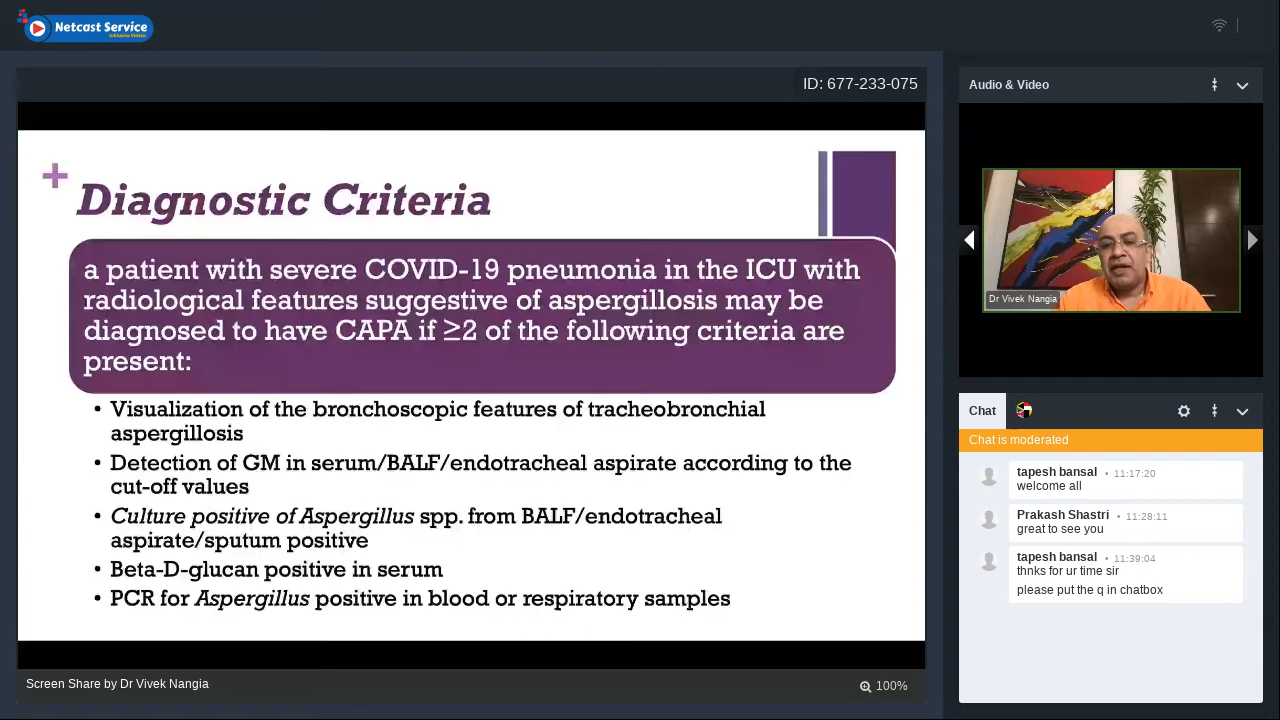 Netcast Service
ID: 677-233-075
+ Diagnostic Criteria
a patient with severe COVID-19 pneumonia in the ICU with
radiological features suggestive of aspergillosis may be
diagnosed to have CAPA if ≥2 of the following criteria are
present:
• Visualization of the bronchoscopic features of tracheobronchial
aspergillosis
• Detection of GM in serum/BALF/endotracheal aspirate according to the
cut-off values
• Culture positive of Aspergillus spp. from BALF/endotracheal
aspirate/sputum positive
• Beta-D-glucan positive in serum
• PCR for Aspergillus positive in blood or respiratory samples
Screen Share by Dr Vivek Nangia
100%
Audio & Video
Dr Vivek Nangia
Chat
Chat is moderated
tapesh bansal • 11:17:20
welcome all
Prakash Shastri • 11:28:11
great to see you
tapesh bansal • 11:39:04
thnks for ur time sir
please put the q in chatbox